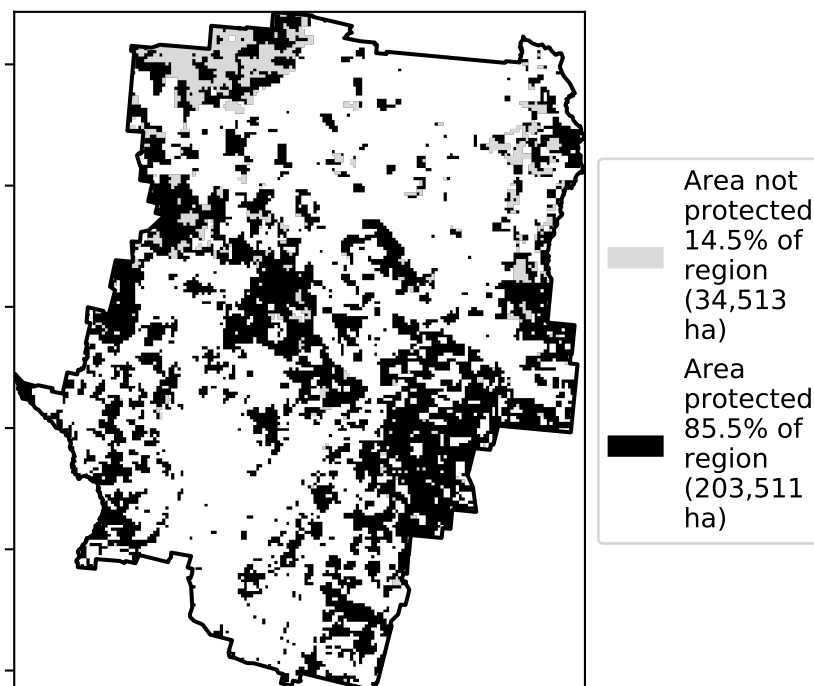 Area not
protected
14.5% of
region
(34,513
ha)
Area
protected
85.5% of
region
(203,511
ha)